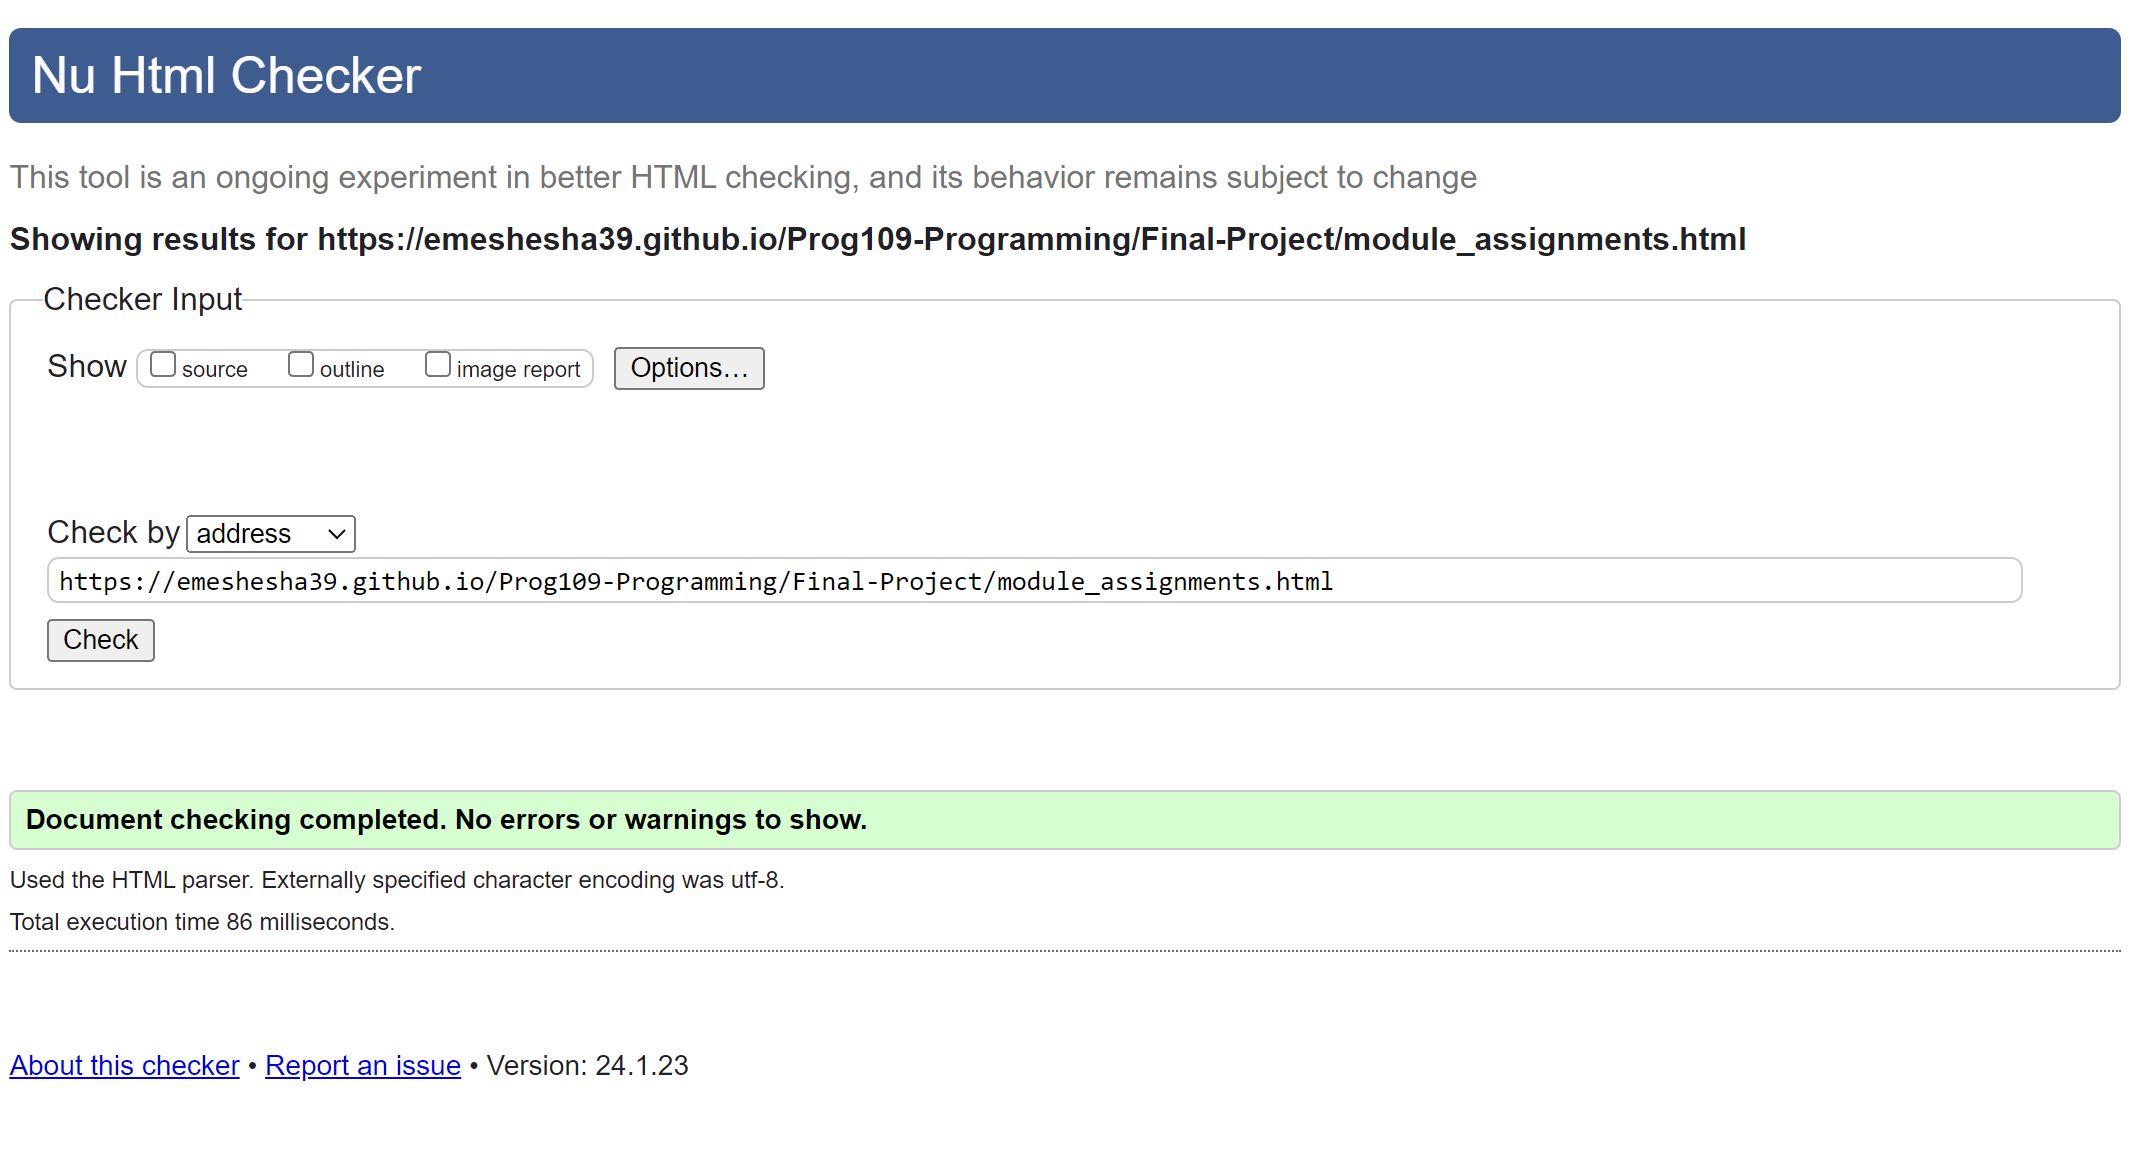 Nu Html Checker
This tool is an ongoing experiment in better HTML checking, and its behavior remains subject to change
Showing results for https://emeshesha39.github.io/Prog109-Programming/Final-Project/module_assignments.html
Checker Input
Show source outline image report Options…
Check by address
https://emeshesha39.github.io/Prog109-Programming/Final-Project/module_assignments.html
Check
Document checking completed. No errors or warnings to show.
Used the HTML parser. Externally specified character encoding was utf-8.
Total execution time 86 milliseconds.
About this checker • Report an issue • Version: 24.1.23